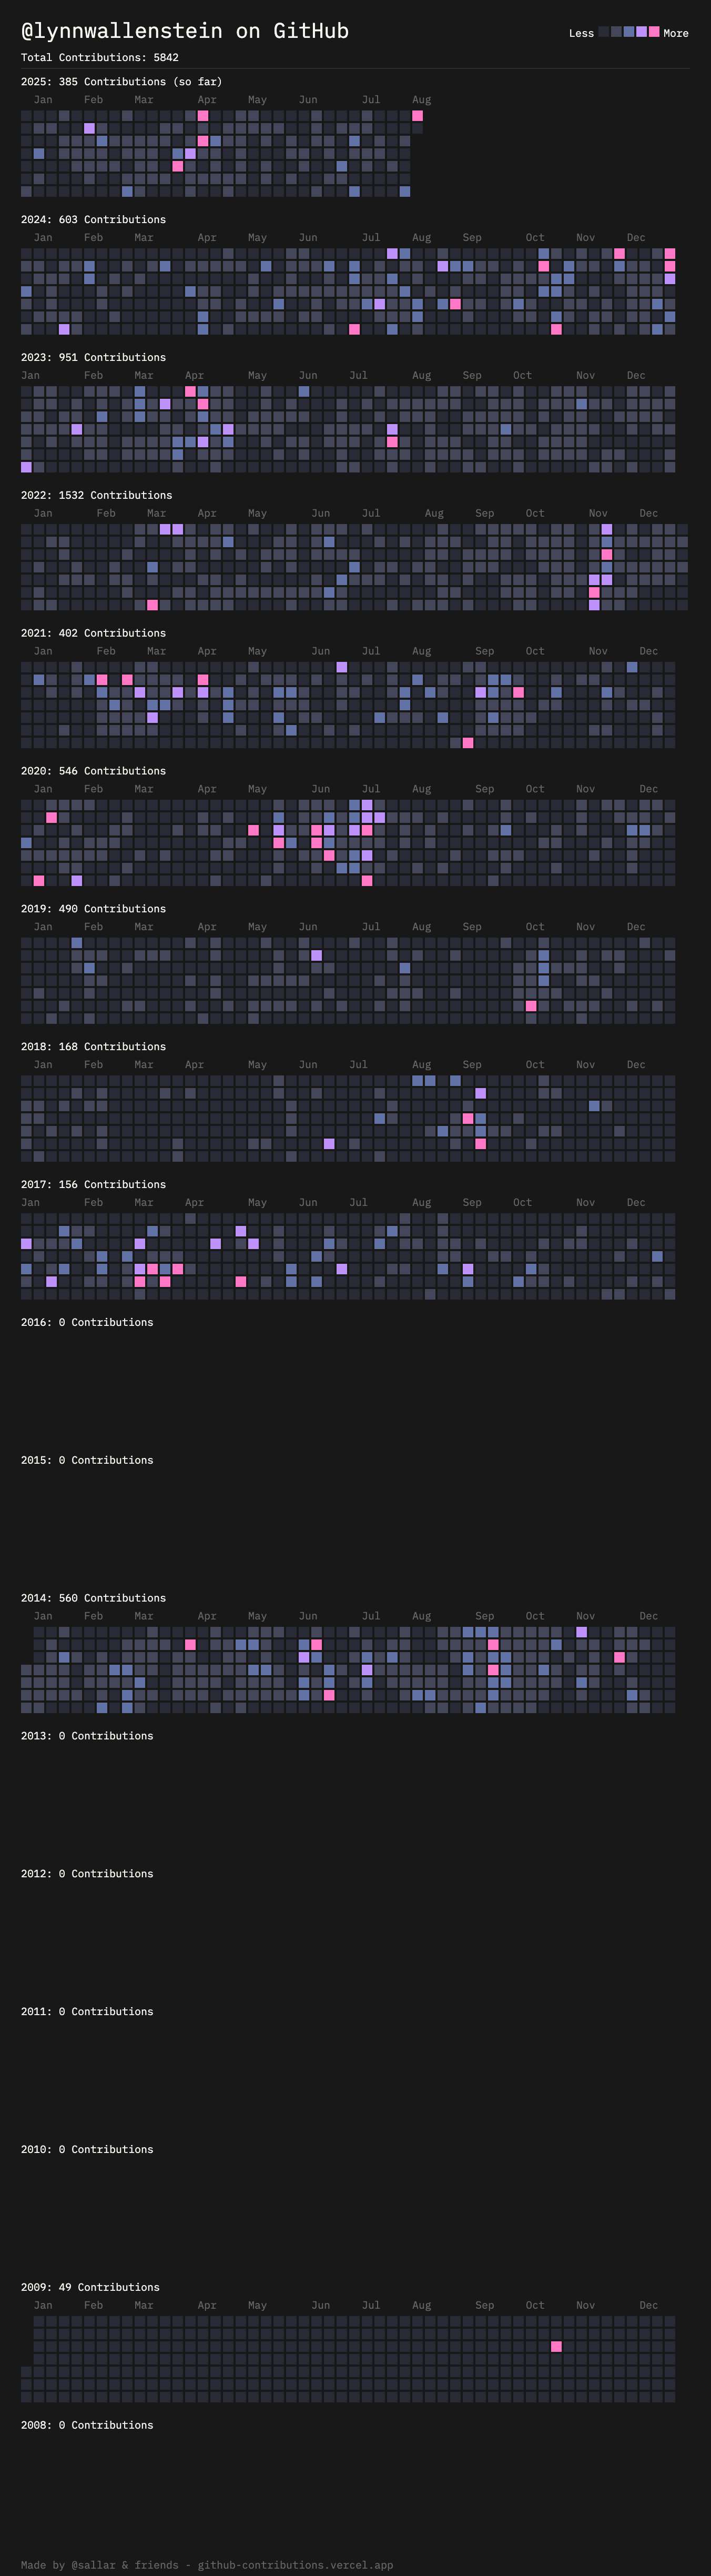 @lynnwallenstein on GitHub
Less More
Total Contributions: 5842
2025: 385 Contributions (so far)
Jan Feb Mar Apr May Jun Jul Aug
2024: 603 Contributions
Jan Feb Mar Apr May Jun Jul Aug Sep Oct Nov Dec
2023: 951 Contributions
Jan Feb Mar Apr May Jun Jul Aug Sep Oct Nov Dec
2022: 1532 Contributions
Jan Feb Mar Apr May Jun Jul Aug Sep Oct Nov Dec
2021: 402 Contributions
Jan Feb Mar Apr May Jun Jul Aug Sep Oct Nov Dec
2020: 546 Contributions
Jan Feb Mar Apr May Jun Jul Aug Sep Oct Nov Dec
2019: 490 Contributions
Jan Feb Mar Apr May Jun Jul Aug Sep Oct Nov Dec
2018: 168 Contributions
Jan Feb Mar Apr May Jun Jul Aug Sep Oct Nov Dec
2017: 156 Contributions
Jan Feb Mar Apr May Jun Jul Aug Sep Oct Nov Dec
2016: 0 Contributions
2015: 0 Contributions
2014: 560 Contributions
Jan Feb Mar Apr May Jun Jul Aug Sep Oct Nov Dec
2013: 0 Contributions
2012: 0 Contributions
2011: 0 Contributions
2010: 0 Contributions
2009: 49 Contributions
Jan Feb Mar Apr May Jun Jul Aug Sep Oct Nov Dec
2008: 0 Contributions
Made by @sallar & friends - github-contributions.vercel.app